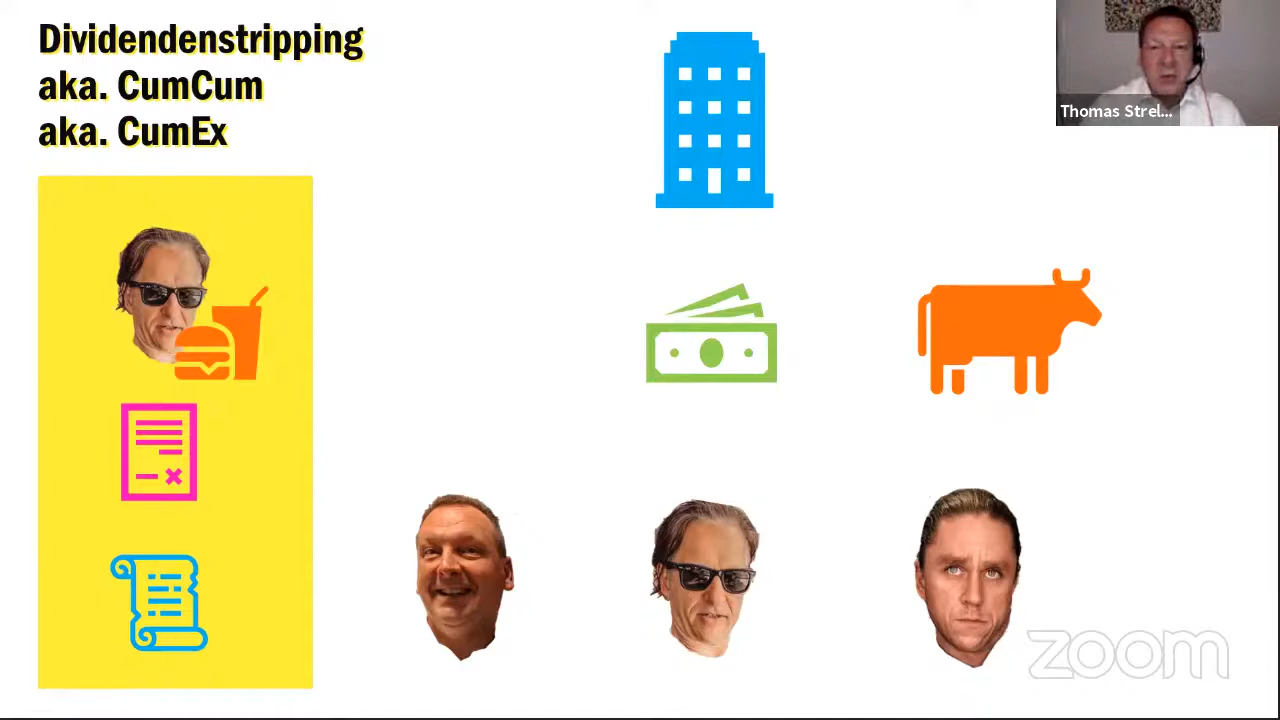 Dividendenstripping
aka. CumCum
aka. CumEx
Thomas Strel...
zoom